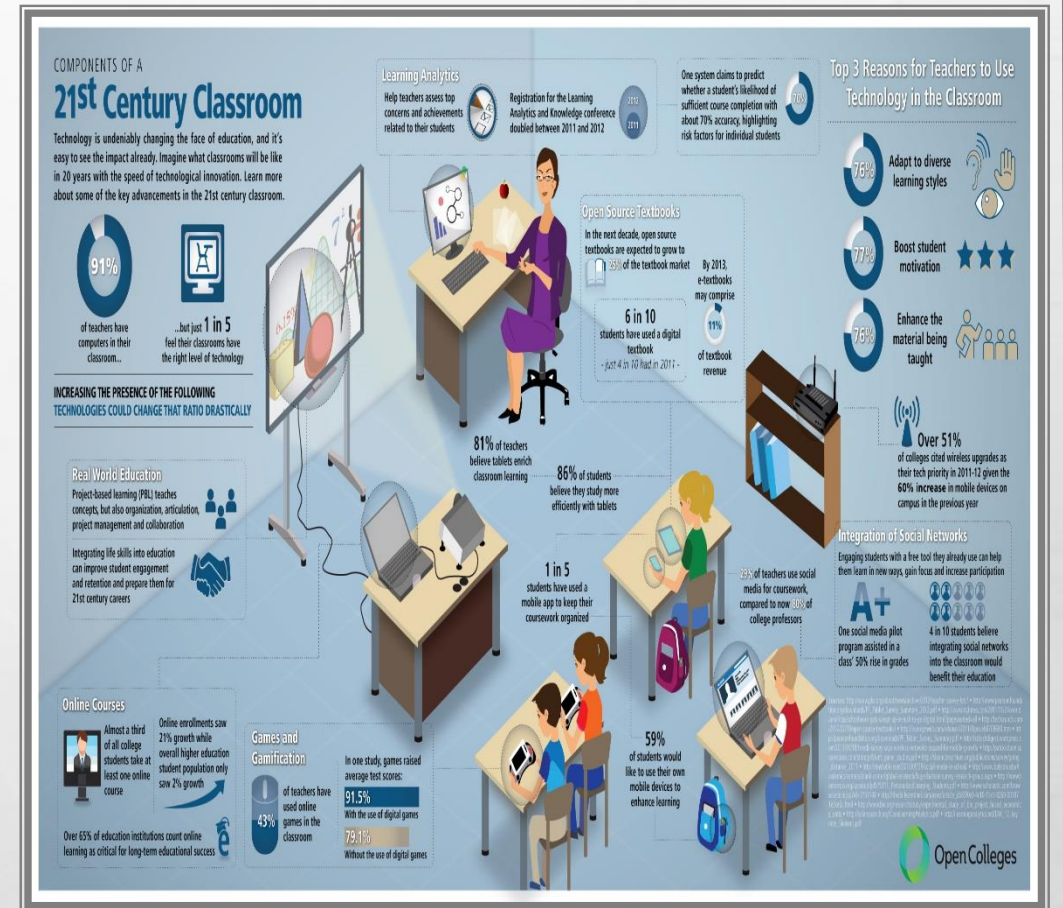 COMPONENTS OF A
21st Century Classroom
Technology is undeniably changing the face of education, and it's
easy to see the impact already. Imagine what classrooms will be like
in 20 years with the speed of technological innovation. Learn more
about some of the key advancements in the 21st century classroom.
91%
of teachers have
computers in their
classroom...
...but just 1 in 5
feel their classrooms have
the right level of technology
INCREASING THE PRESENCE OF THE FOLLOWING
TECHNOLOGIES COULD CHANGE THAT RATIO DRASTICALLY
Learning Analytics
Help teachers assess top
concerns and achievements
related to their students
Registration for the Learning
Analytics and Knowledge conference
doubled between 2011 and 2012
2012
2011
One system claims to predict
whether a student's likelihood of
sufficient course completion with
about 70% accuracy, highlighting
risk factors for individual students
70%
Top 3 Reasons for Teachers to Use
Technology in the Classroom
76%
Adapt to diverse
learning styles
77%
Boost student
motivation
76%
Enhance the
material being
taught
Open Source Textbooks
In the next decade, open source
textbooks are expected to grow to
25% of the textbook market
6 in 10
students have used a digital
textbook
- just 4 in 10 had in 2011 -
By 2013,
e-textbooks
may comprise
11%
of textbook
revenue
81% of teachers
believe tablets enrich
classroom learning
86% of students
believe they study more
efficiently with tablets
Over 51%
of colleges cited wireless upgrades as
their tech priority in 2011-12 given the
60% increase in mobile devices on
campus in the previous year
Real World Education
Project-based learning (PBL) teaches
concepts, but also organization, articulation,
project management and collaboration
Integrating life skills into education
can improve student engagement
and retention and prepare them for
21st century careers
1 in 5
students have used a
mobile app to keep their
coursework organized
Integration of Social Networks
Engaging students with a free tool they already use can help
them learn in new ways, gain focus and increase participation
A+
One social media pilot
program assisted in a
class' 50% rise in grades
4 in 10 students believe
integrating social networks
into the classroom would
benefit their education
of teachers use social
media for coursework,
compared to now of
college professors
Online Courses
Almost a third
of all college
students take at
least one online
course
Online enrollments saw
21% growth while
overall higher education
student population only
saw 2% growth
Over 65% of education institutions count online
learning as critical for long-term educational success
Games and
Gamification
43%
of teachers have
used online
games in the
classroom
In one study, games raised
average test scores:
91.5%
With the use of digital games
79.1%
Without the use of digital games
59%
of students would
like to use their own
mobile devices to
enhance learning
Open Colleges